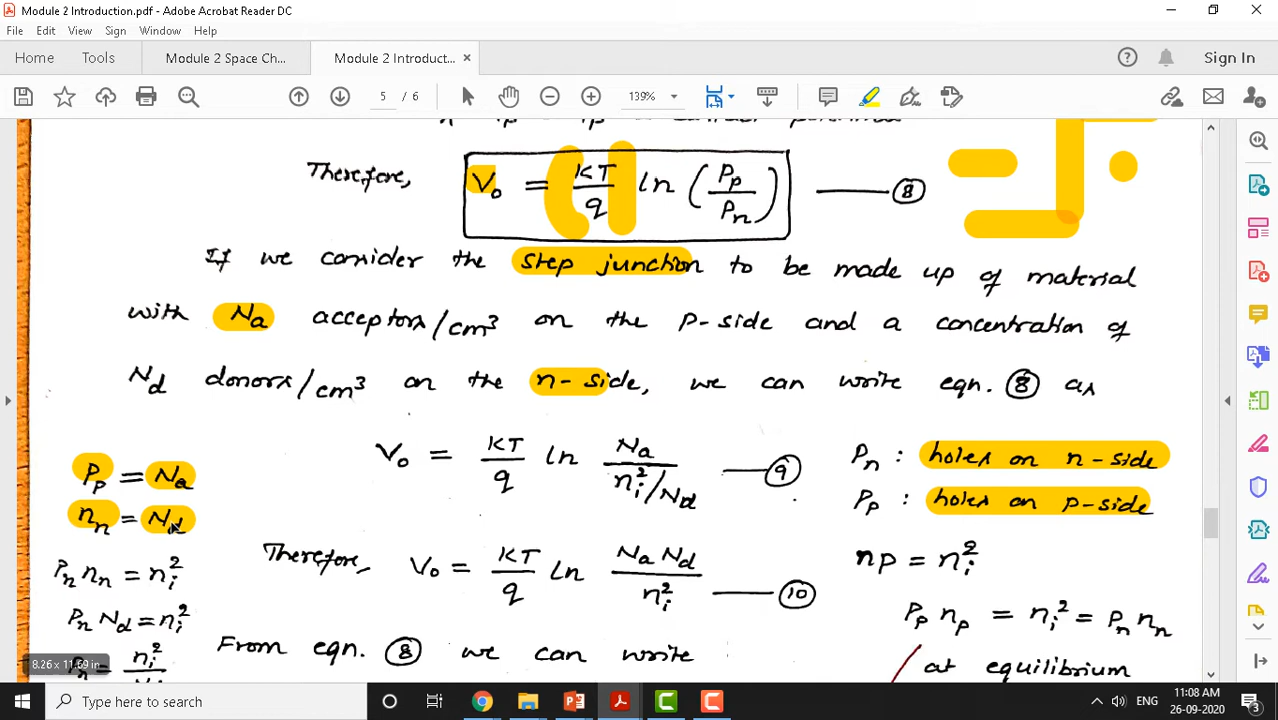 Module 2 Introduction.pdf - Adobe Acrobat Reader DC
File Edit View Sign Window Help
Home Tools Module 2 Space Ch... Module 2 Introduct... × Sign In
5 / 6 139%
Therefore, V₀ = KT/q ln (Pp/Pn) —— ⑧
If we consider the step junction to be made up of material
with Na acceptors/cm³ on the p-side and a concentration of
Nd donors/cm³ on the n-side, we can write eqn. ⑧ as
V₀ = KT/q ln Na/(nᵢ²/Nd) —— ⑨
Pn : holes on n-side
Pp : holes on p-side
Pp = Na
nn = Nd
Pn nn = nᵢ²
Pn Nd = nᵢ²
Therefore, V₀ = KT/q ln Na Nd/nᵢ² —— ⑩
np = nᵢ²
Pp np = nᵢ² = Pn nn
at equilibrium
From eqn. ⑧ we can write
8.26 x 11.69 in
Type here to search
ENG
11:08 AM
26-09-2020
3